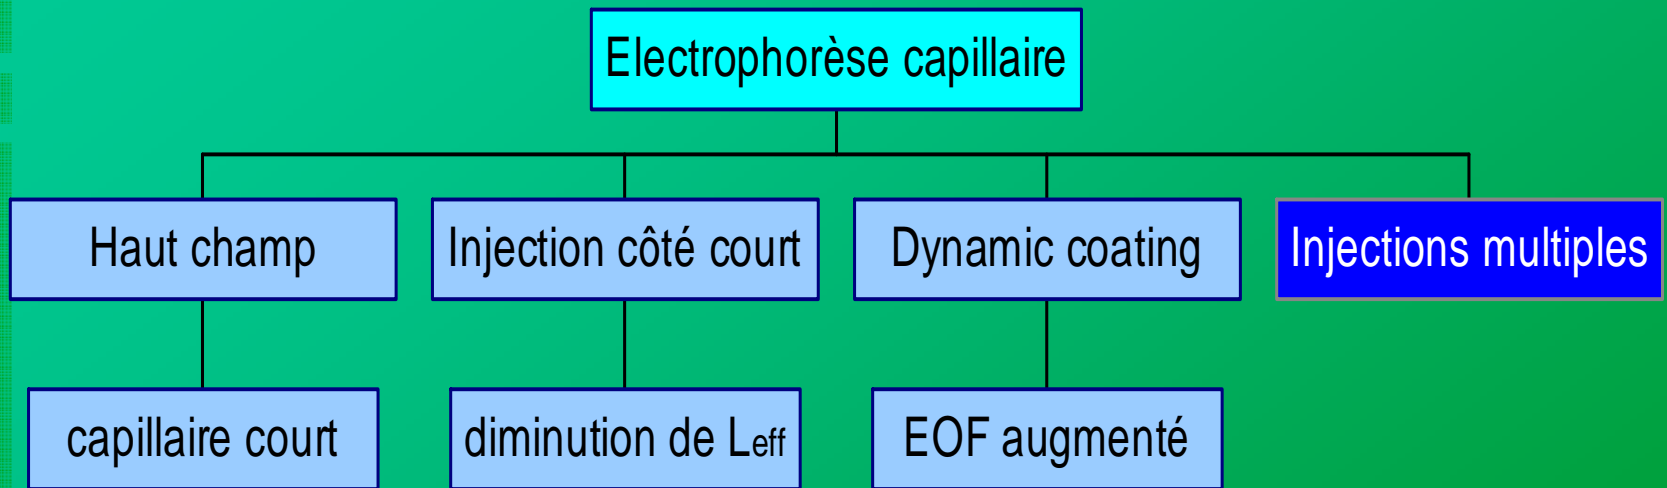 Electrophorèse capillaire
Haut champ
Injection côté court
Dynamic coating
Injections multiples
capillaire court
diminution de Leff
EOF augmenté